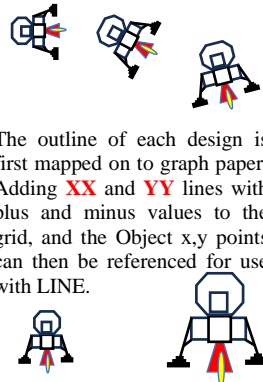 The outline of each design is
first mapped on to graph paper.
Adding XX and YY lines with
plus and minus values to the
grid, and the Object x,y points
can then be referenced for use
with LINE.